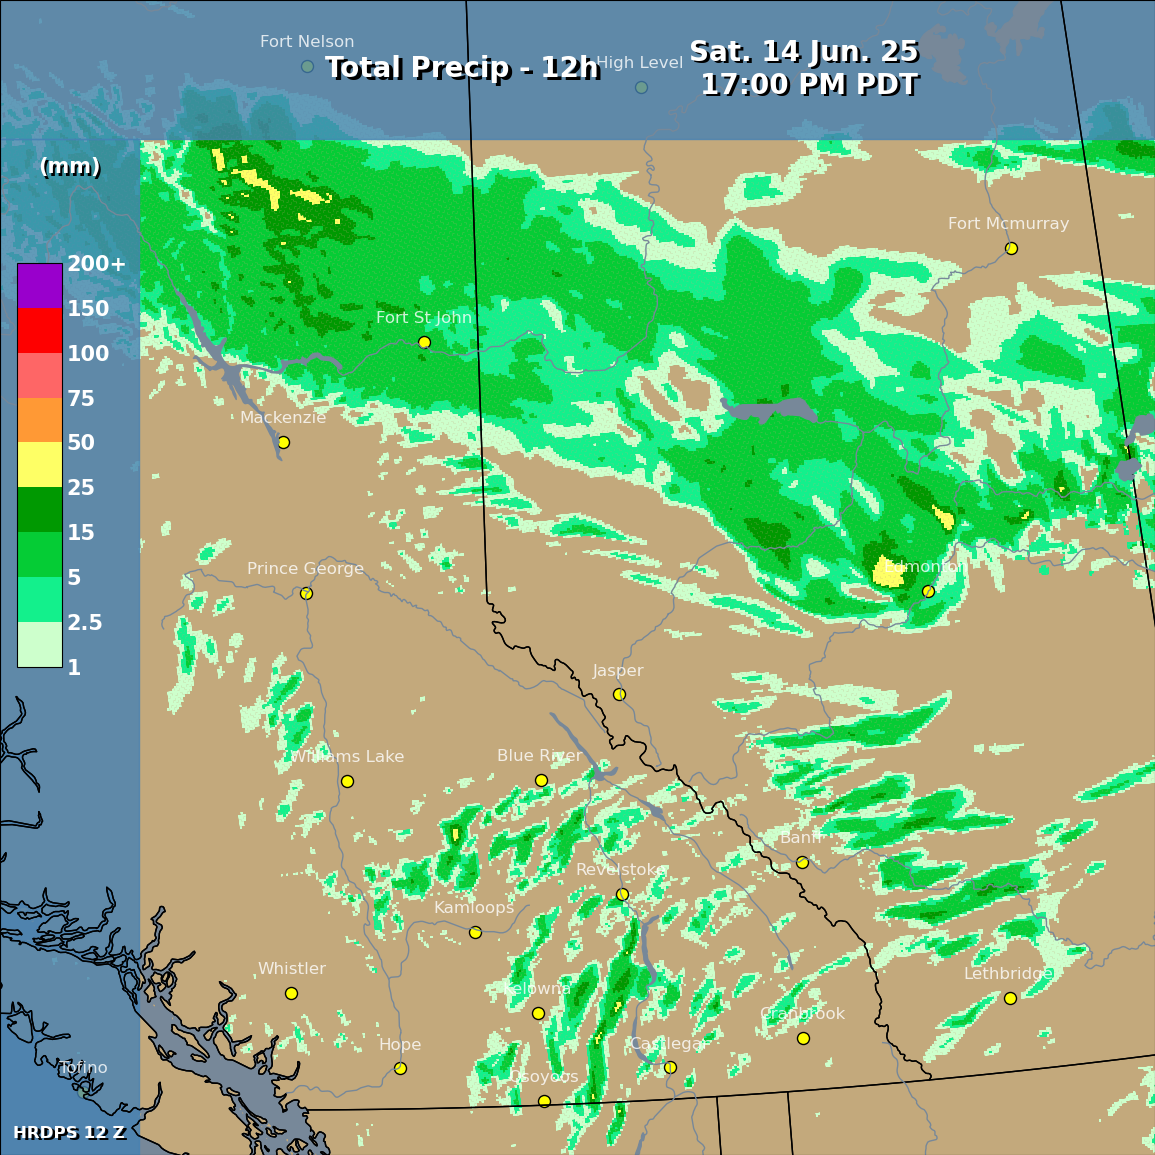 Fort Nelson
Total Precip - 12h
High Level
Sat. 14 Jun. 25
17:00 PM PDT
(mm)
200+
150
100
75
50
25
15
5
2.5
1
Fort Mcmurray
Fort St John
Mackenzie
Edmonton
Prince George
Jasper
Williams Lake
Blue River
Banff
Revelstoke
Kamloops
Whistler
Kelowna
Lethbridge
Cranbrook
Hope
Castlegar
Tofino
Osoyoos
HRDPS 12 Z